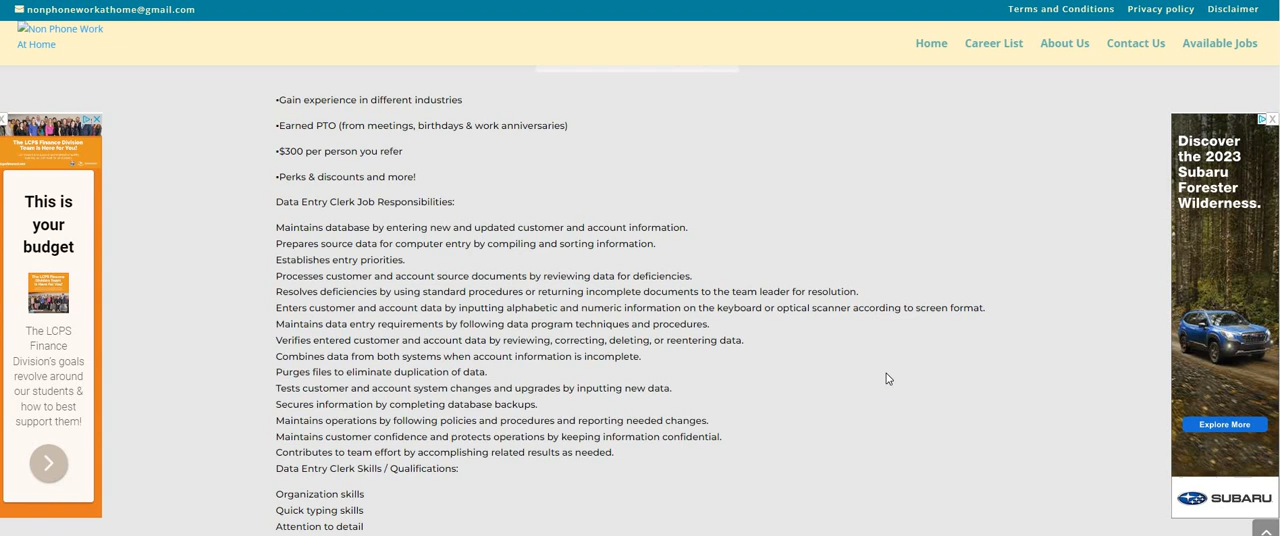 nonphoneworkathome@gmail.com
Terms and Conditions Privacy policy Disclaimer
Non Phone Work
At Home
Home Career List About Us Contact Us Available Jobs
•Gain experience in different industries
•Earned PTO (from meetings, birthdays & work anniversaries)
•$300 per person you refer
•Perks & discounts and more!
Data Entry Clerk Job Responsibilities:
Maintains database by entering new and updated customer and account information.
Prepares source data for computer entry by compiling and sorting information.
Establishes entry priorities.
Processes customer and account source documents by reviewing data for deficiencies.
Resolves deficiencies by using standard procedures or returning incomplete documents to the team leader for resolution.
Enters customer and account data by inputting alphabetic and numeric information on the keyboard or optical scanner according to screen format.
Maintains data entry requirements by following data program techniques and procedures.
Verifies entered customer and account data by reviewing, correcting, deleting, or reentering data.
Combines data from both systems when account information is incomplete.
Purges files to eliminate duplication of data.
Tests customer and account system changes and upgrades by inputting new data.
Secures information by completing database backups.
Maintains operations by following policies and procedures and reporting needed changes.
Maintains customer confidence and protects operations by keeping information confidential.
Contributes to team effort by accomplishing related results as needed.
Data Entry Clerk Skills / Qualifications:
Organization skills
Quick typing skills
Attention to detail
The LCPS Finance Division
Team Is Here for You!
This is
your
budget
The LCPS
Finance
Division's goals
revolve around
our students &
how to best
support them!
X
Discover
the 2023
Subaru
Forester
Wilderness.
Explore More
SUBARU